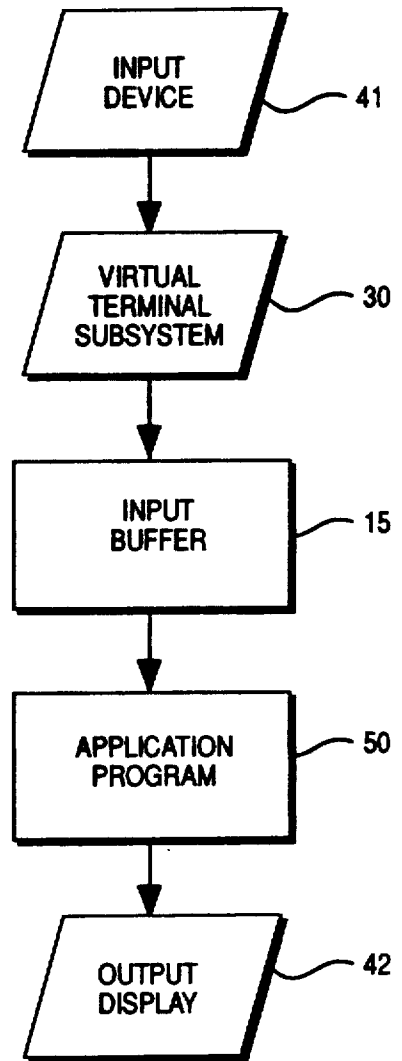 INPUT
DEVICE
41
VIRTUAL
TERMINAL
SUBSYSTEM
30
INPUT
BUFFER
15
APPLICATION
PROGRAM
50
OUTPUT
DISPLAY
42